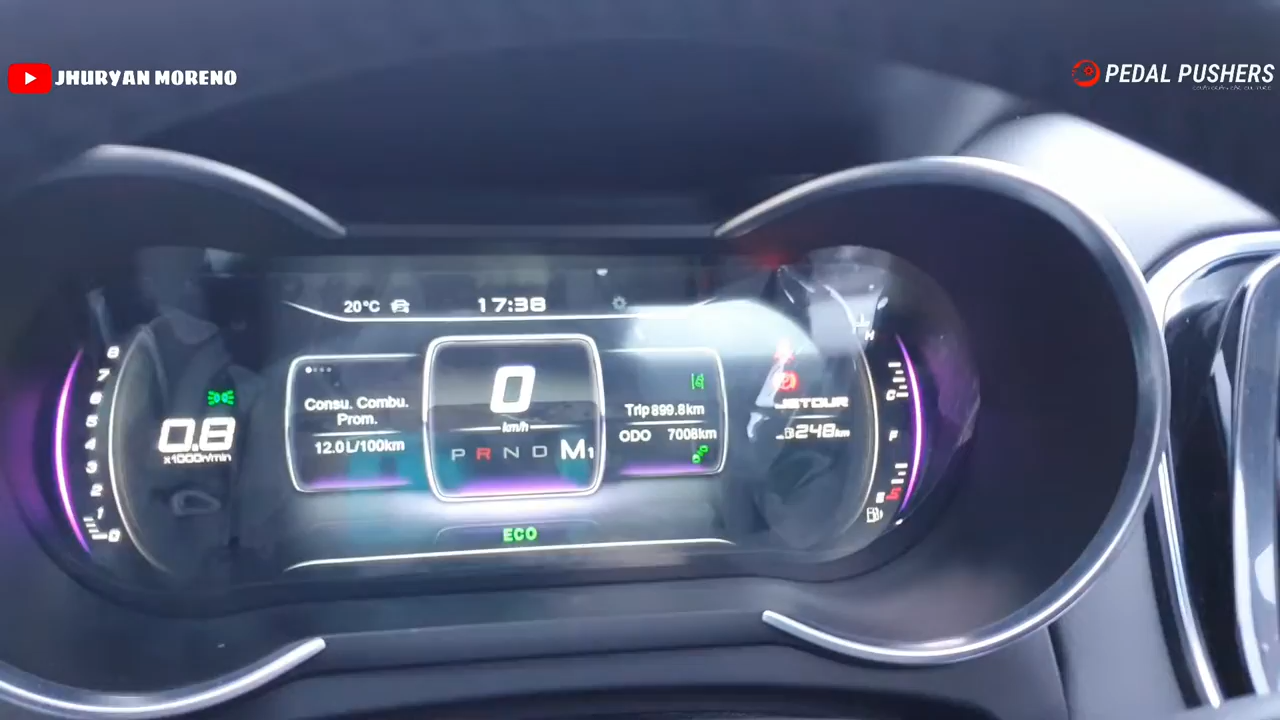 JHURYAN MORENO
PEDAL PUSHERS
20°C
17:38
8
7
6
5
4
3
2
1
0
0.8
x1000r/min
Consu. Combu.
Prom.
12.0L/100km
0
km/h
P R N D M1
ECO
Trip 899.8km
ODO 7008km
JETOUR
248km
H
C
F
E